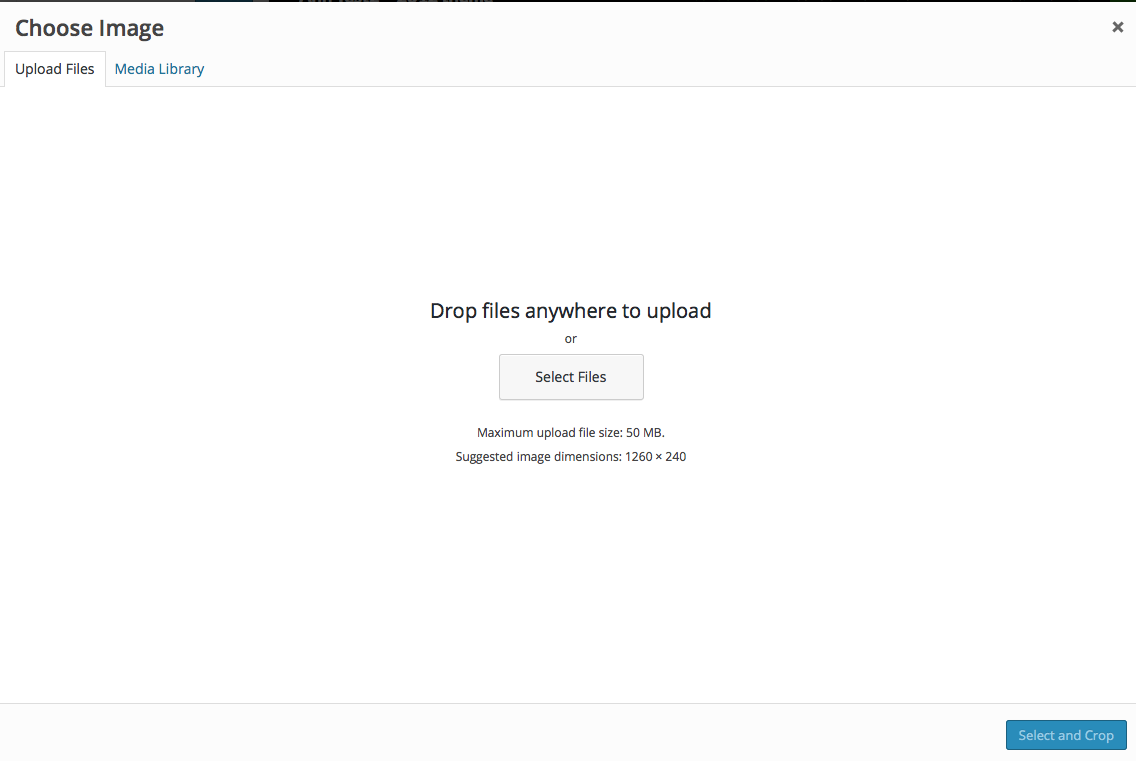 Choose Image
Upload Files Media Library
Drop files anywhere to upload
or
Select Files
Maximum upload file size: 50 MB.
Suggested image dimensions: 1260 × 240
Select and Crop